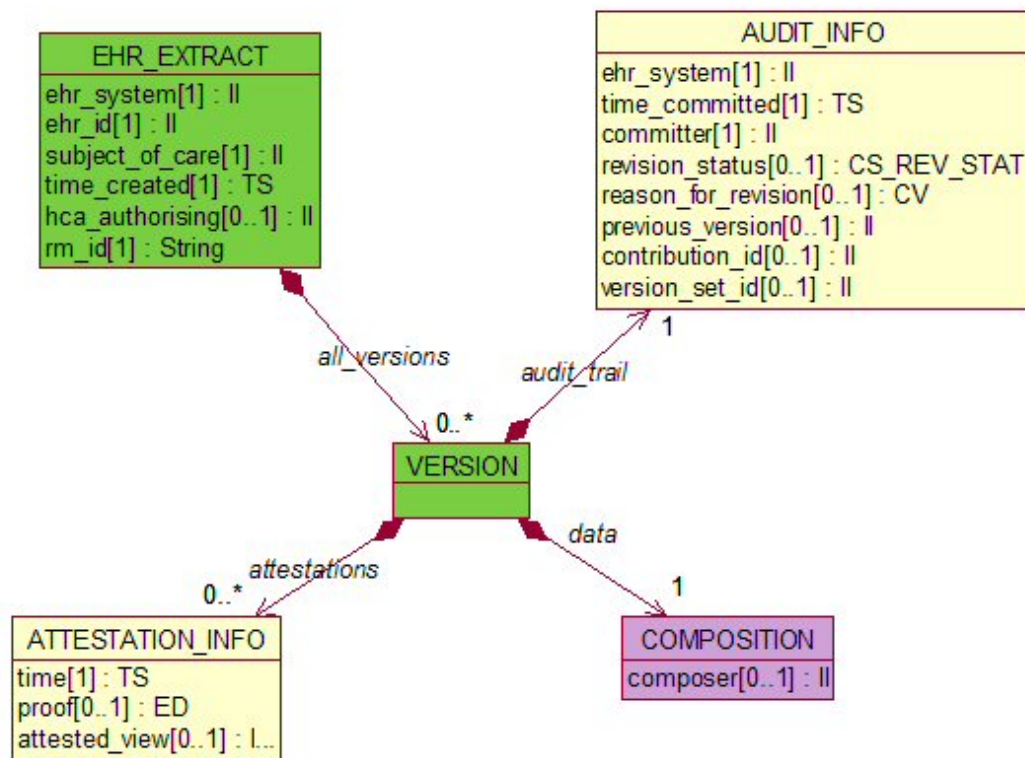 EHR_EXTRACT
ehr_system[1] : II
ehr_id[1] : II
subject_of_care[1] : II
time_created[1] : TS
hca_authorising[0..1] : II
rm_id[1] : String
AUDIT_INFO
ehr_system[1] : II
time_committed[1] : TS
committer[1] : II
revision_status[0..1] : CS_REV_STAT
reason_for_revision[0..1] : CV
previous_version[0..1] : II
contribution_id[0..1] : II
version_set_id[0..1] : II
1
all_versions
audit_trail
0..*
VERSION
data
attestations
0..*
1
ATTESTATION_INFO
time[1] : TS
proof[0..1] : ED
attested_view[0..1] : I...
COMPOSITION
composer[0..1] : II